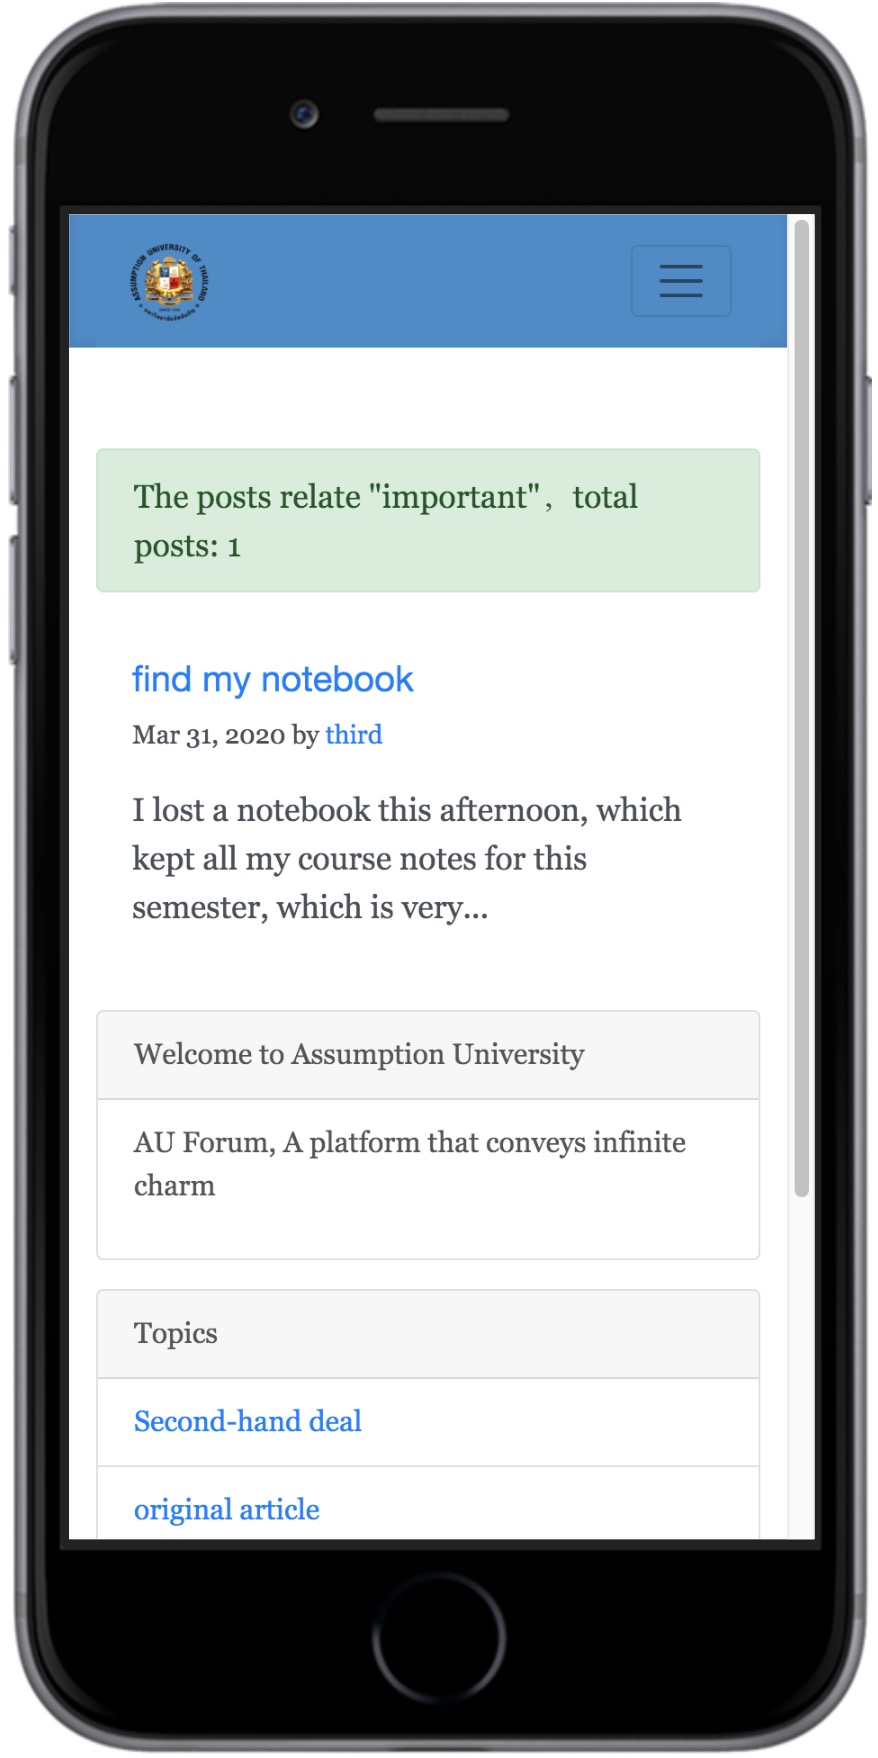 ASSUMPTION UNIVERSITY OF THAILAND
The posts relate "important"，total
posts: 1
find my notebook
Mar 31, 2020 by third
I lost a notebook this afternoon, which
kept all my course notes for this
semester, which is very...
Welcome to Assumption University
AU Forum, A platform that conveys infinite
charm
Topics
Second-hand deal
original article